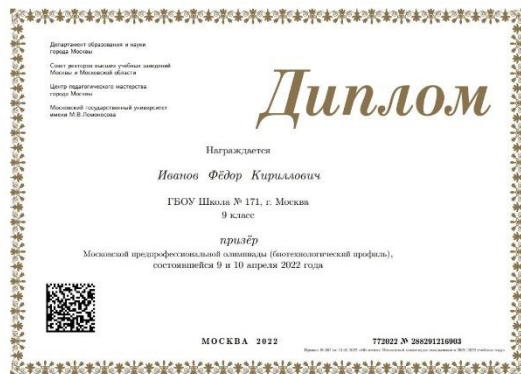 Департамент образования и науки
города Москвы
Совет ректоров высших учебных заведений
Москвы и Московской области
Центр педагогического мастерства
города Москвы
Московский государственный университет
имени М.В.Ломоносова
Диплом
Награждается
Иванов Фёдор Кириллович
ГБОУ Школа № 171, г. Москва
9 класс
призёр
Московской предпрофессиональной олимпиады (биотехнологический профиль),
состоявшейся 9 и 10 апреля 2022 года
МОСКВА 2022
772022 № 288291216903